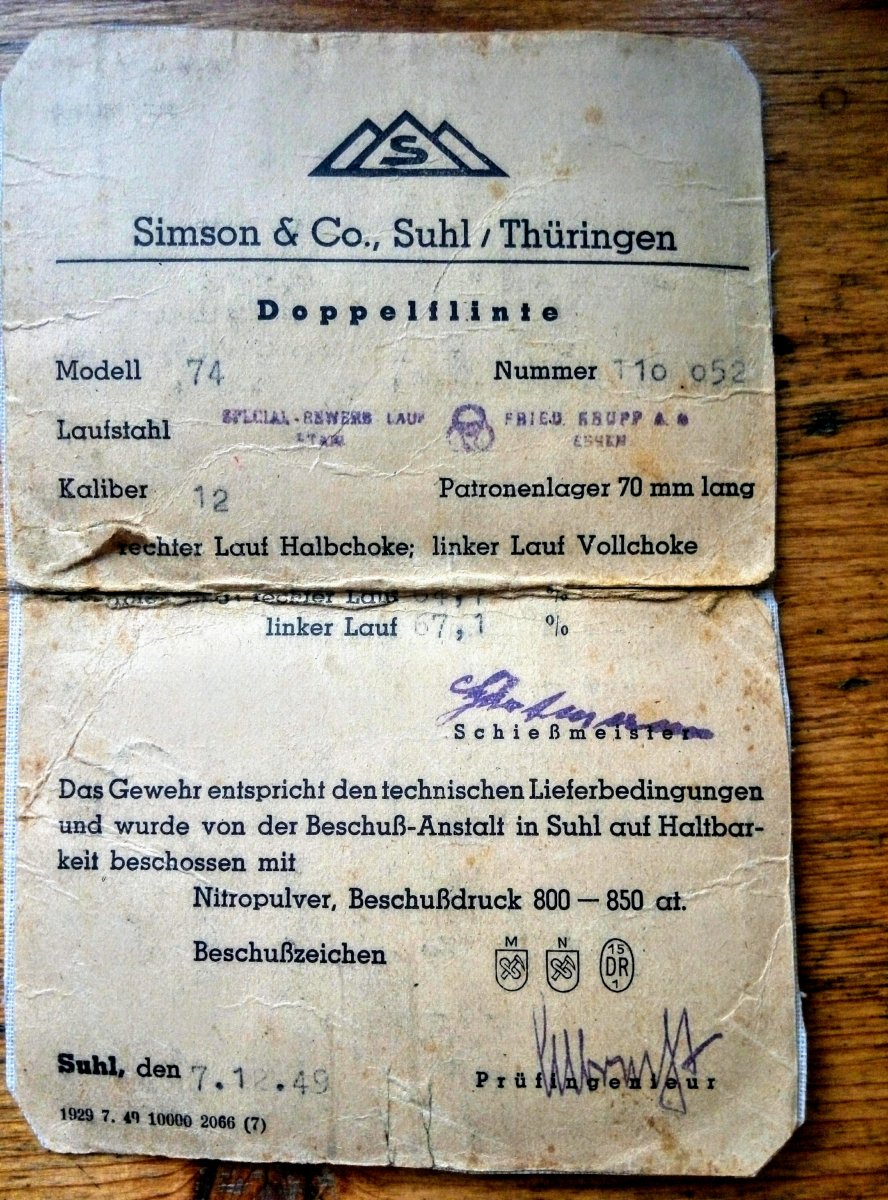 S
Simson & Co., Suhl / Thüringen
Doppelflinte
Modell 74 Nummer 110 052
Laufstahl SPECIAL-GEWEHR LAUF STAHL FRIED. KRUPP A G ESSEN
Kaliber 12 Patronenlager 70 mm lang
rechter Lauf Halbchoke; linker Lauf Vollchoke
rechter Lauf %
linker Lauf 67,1 %
Schießmeister
Das Gewehr entspricht den technischen Lieferbedingungen
und wurde von der Beschuß-Anstalt in Suhl auf Haltbar-
keit beschossen mit
Nitropulver, Beschußdruck 800 — 850 at.
Beschußzeichen M N 15 DR 1
Suhl, den 7.12.49 Prüfingenieur
1929 7. 49 10000 2066 (7)